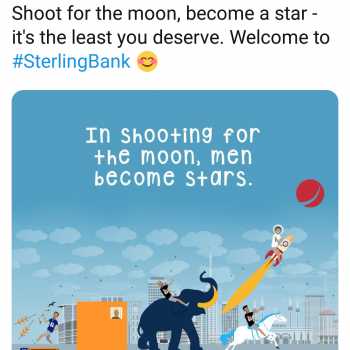 Shoot for the moon, become a star -
it's the least you deserve. Welcome to
#SterlingBank 😊
In shooting for
the moon, men
become stars.